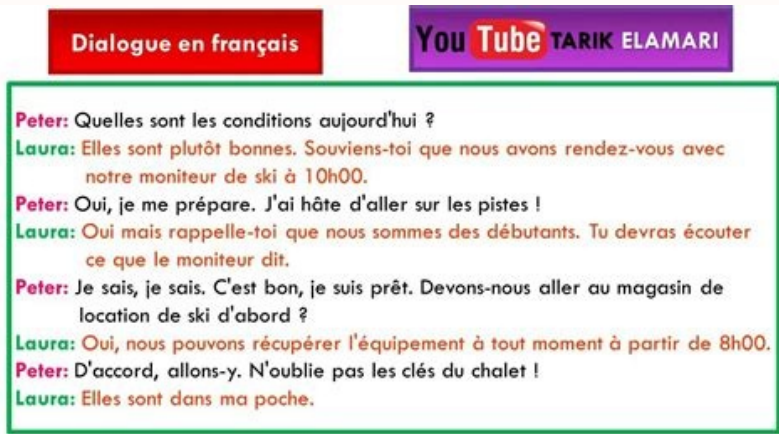 Dialogue en français
YouTube TARIK ELAMARI
Peter: Quelles sont les conditions aujourd'hui ?
Laura: Elles sont plutôt bonnes. Souviens-toi que nous avons rendez-vous avec
notre moniteur de ski à 10h00.
Peter: Oui, je me prépare. J'ai hâte d'aller sur les pistes !
Laura: Oui mais rappelle-toi que nous sommes des débutants. Tu devras écouter
ce que le moniteur dit.
Peter: Je sais, je sais. C'est bon, je suis prêt. Devons-nous aller au magasin de
location de ski d'abord ?
Laura: Oui, nous pouvons récupérer l'équipement à tout moment à partir de 8h00.
Peter: D'accord, allons-y. N'oublie pas les clés du chalet !
Laura: Elles sont dans ma poche.